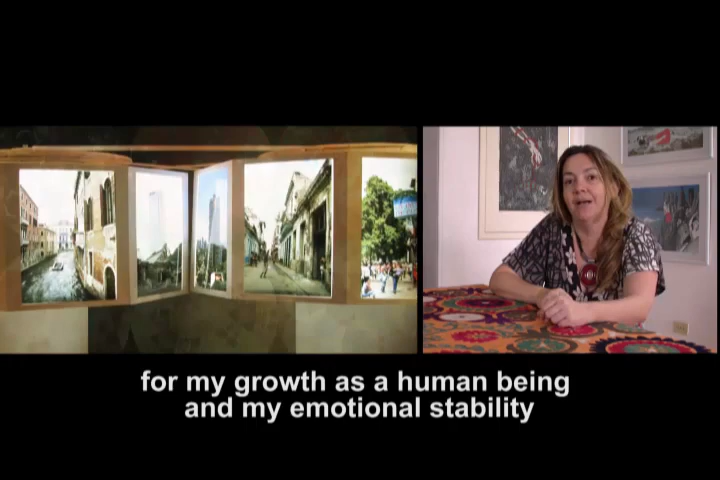 for my growth as a human being
and my emotional stability